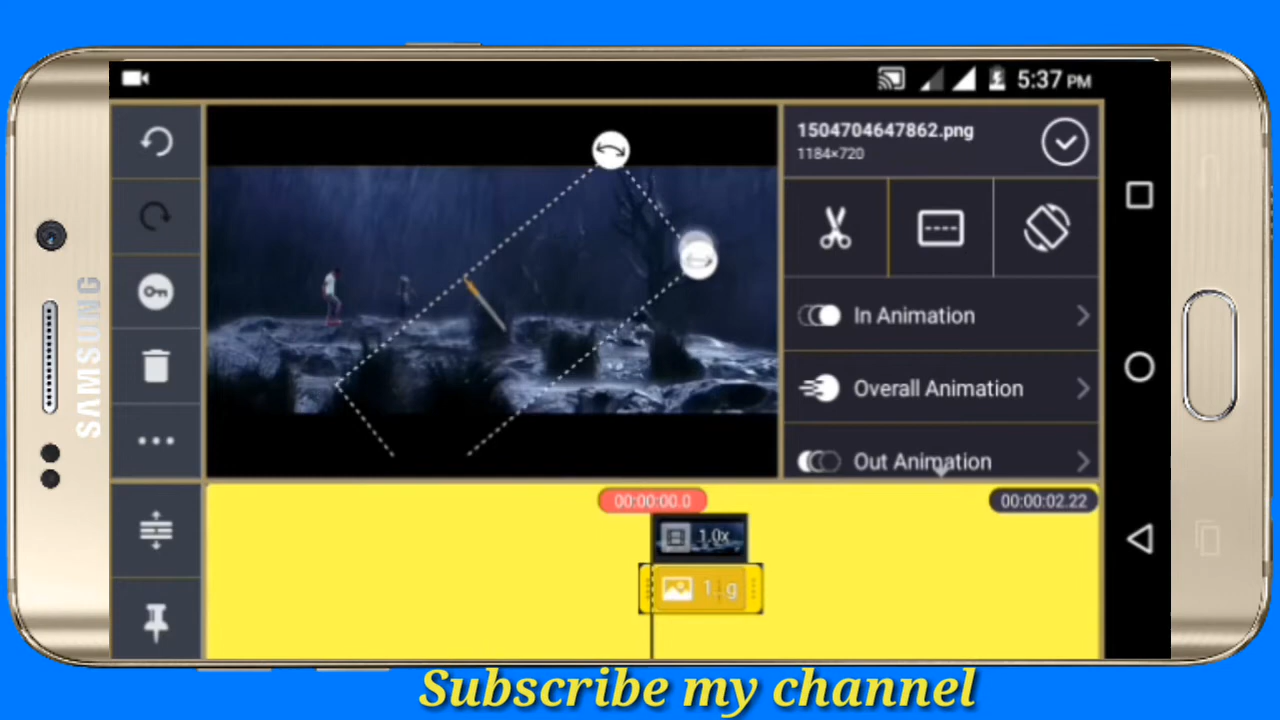 5:37 PM
1504704647862.png
1184×720
In Animation
Overall Animation
Out Animation
00:00:00.0
00:00:02.22
1.0x
SAMSUNG
Subscribe my channel